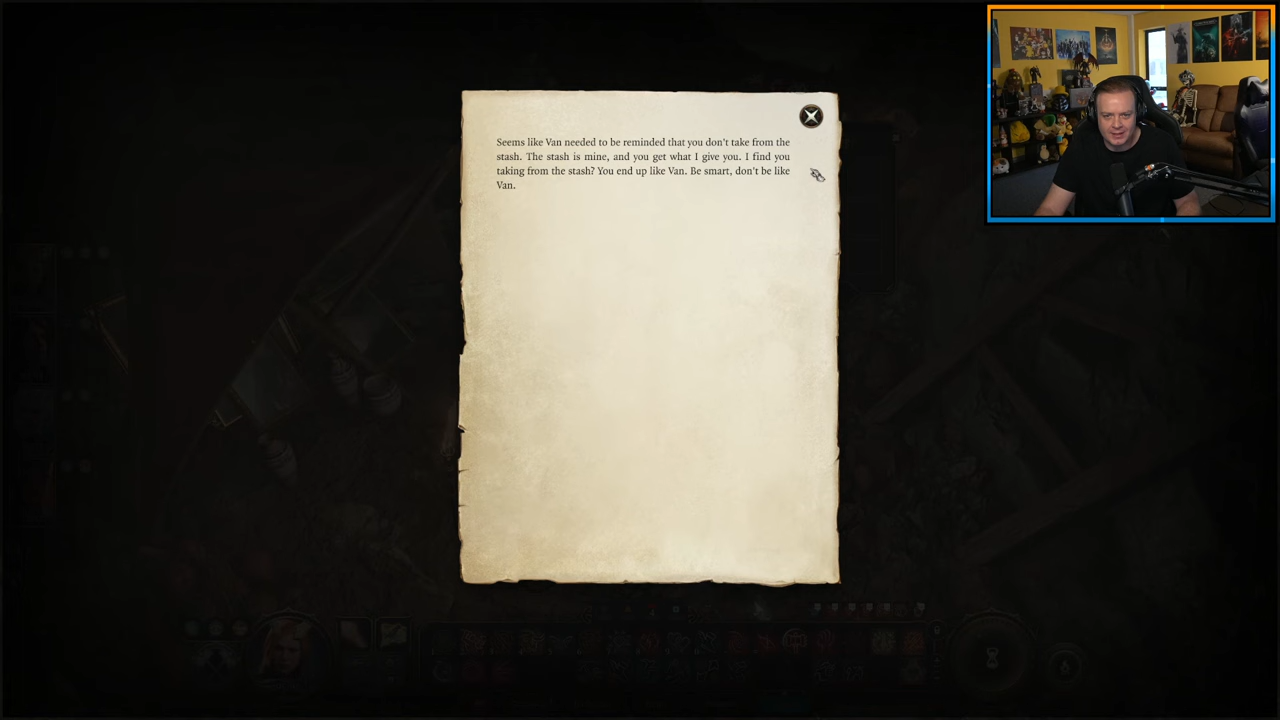 Seems like Van needed to be reminded that you don't take from the
stash. The stash is mine, and you get what I give you. I find you
taking from the stash? You end up like Van. Be smart, don't be like
Van.